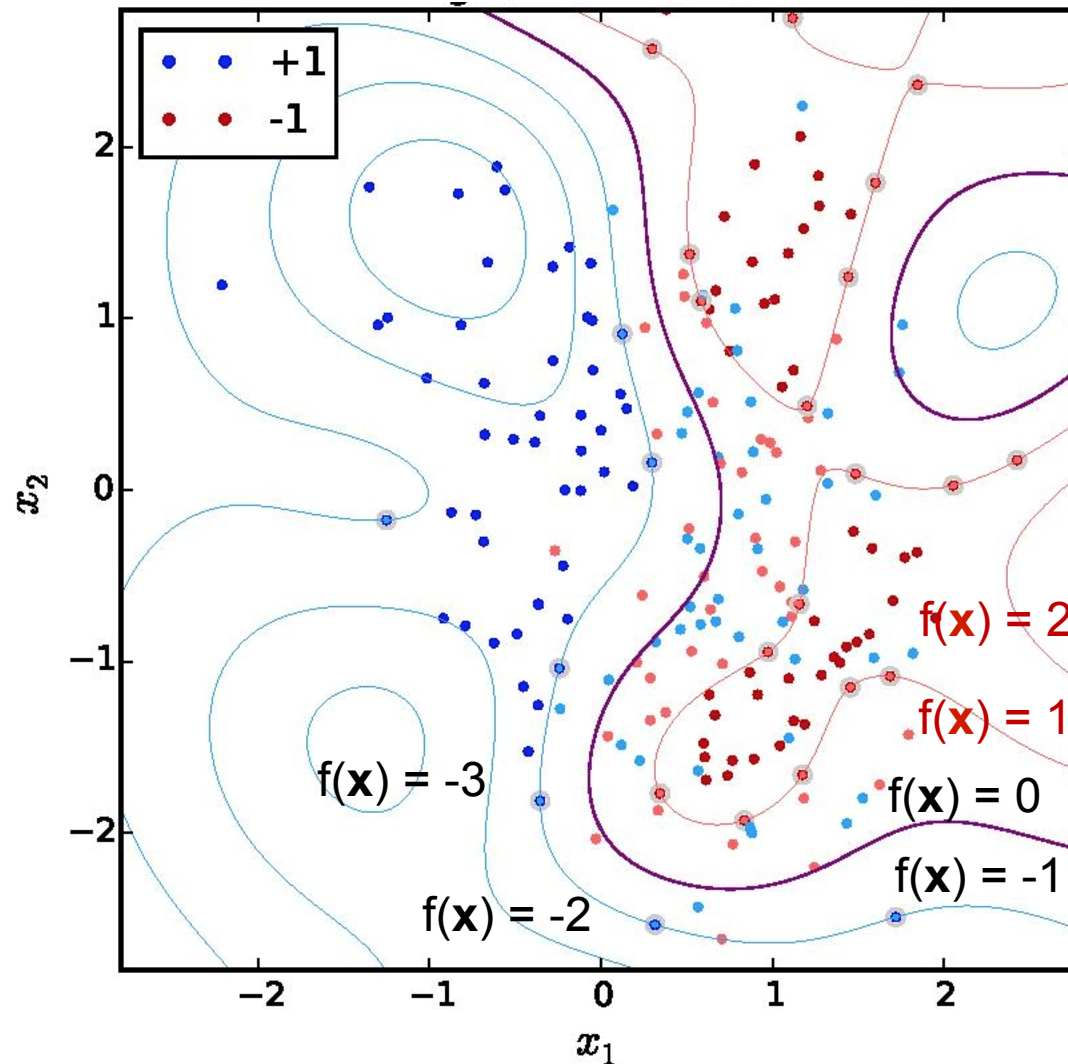 +1
-1
2
1
0
−1
−2
x2
f(x) = 2
f(x) = 1
f(x) = -3
f(x) = 0
f(x) = -1
f(x) = -2
−2
−1
0
1
2
x1